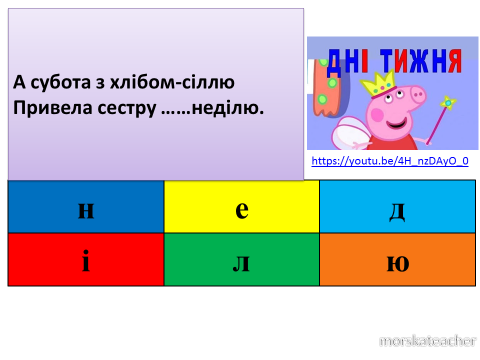 А субота з хлібом-сіллю
Привела сестру ……неділю.
ДНІ ТИЖНЯ
https://youtu.be/4H_nzDAyO_0
н е д
і л ю
morskateacher